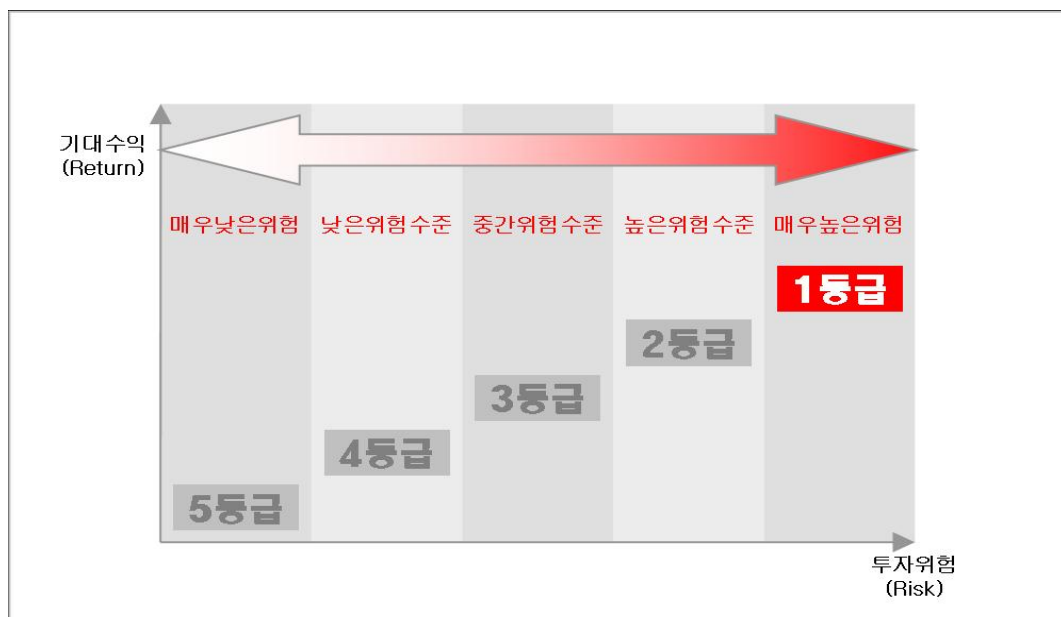 기대수익
(Return)
매우낮은위험
낮은위험수준
중간위험수준
높은위험수준
매우높은위험
1등급
2등급
3등급
4등급
5등급
투자위험
(Risk)